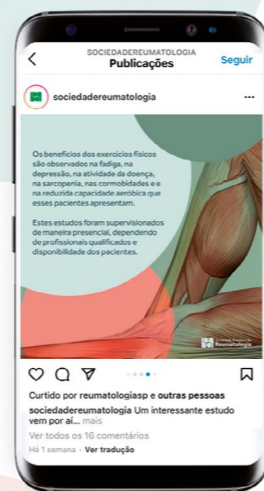 SOCIEDADEREUMATOLOGIA
Publicações
Seguir
sociedadereumatologia
Os benefícios dos exercícios físicos
são observados na fadiga, na
depressão, na atividade da doença,
na sarcopenia, nas cormobidades e e
na reduzida capacidade aeróbica que
esses pacientes apresentam.
Estes estudos foram supervisionados
de maneira presencial, dependendo
de profissionais qualificados e
disponibilidade dos pacientes.
Reumatologia
Curtido por reumatologiasp e outras pessoas
sociedadereumatologia Um interessante estudo
vem por aí... mais
Ver todos os 16 comentários
Há 1 semana • Ver tradução